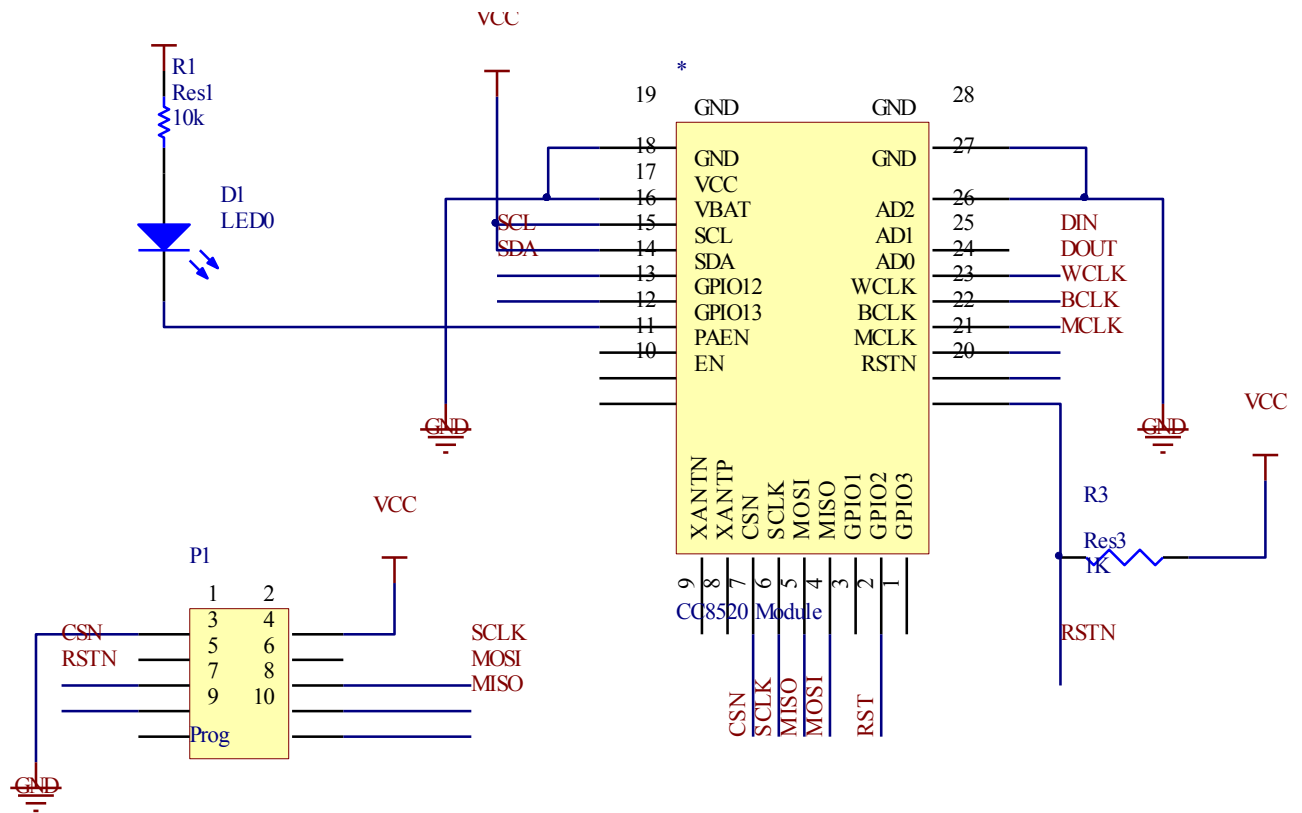 VCC
R1
Res1
10k
D1
LED0
*
19 GND GND 28
18 GND GND 27
17 VCC
16 VBAT AD2 26
SCL 15 SCL AD1 25 DIN
SDA 14 SDA AD0 24 DOUT
13 GPIO12 WCLK 23 WCLK
12 GPIO13 BCLK 22 BCLK
11 PAEN MCLK 21 MCLK
10 EN RSTN 20
GND
GND
VCC
XANTN
XANTP
CSN
SCLK
MOSI
MISO
GPIO1
GPIO2
GPIO3
9 8 7 6 5 4 3 2 1
CC8520 Module
CSN
SCLK
MISO
MOSI
RST
R3
Res3
1K
RSTN
VCC
P1
1 2
3 4
CSN 5 6 SCLK
RSTN 7 8 MOSI
9 10 MISO
Prog
GND